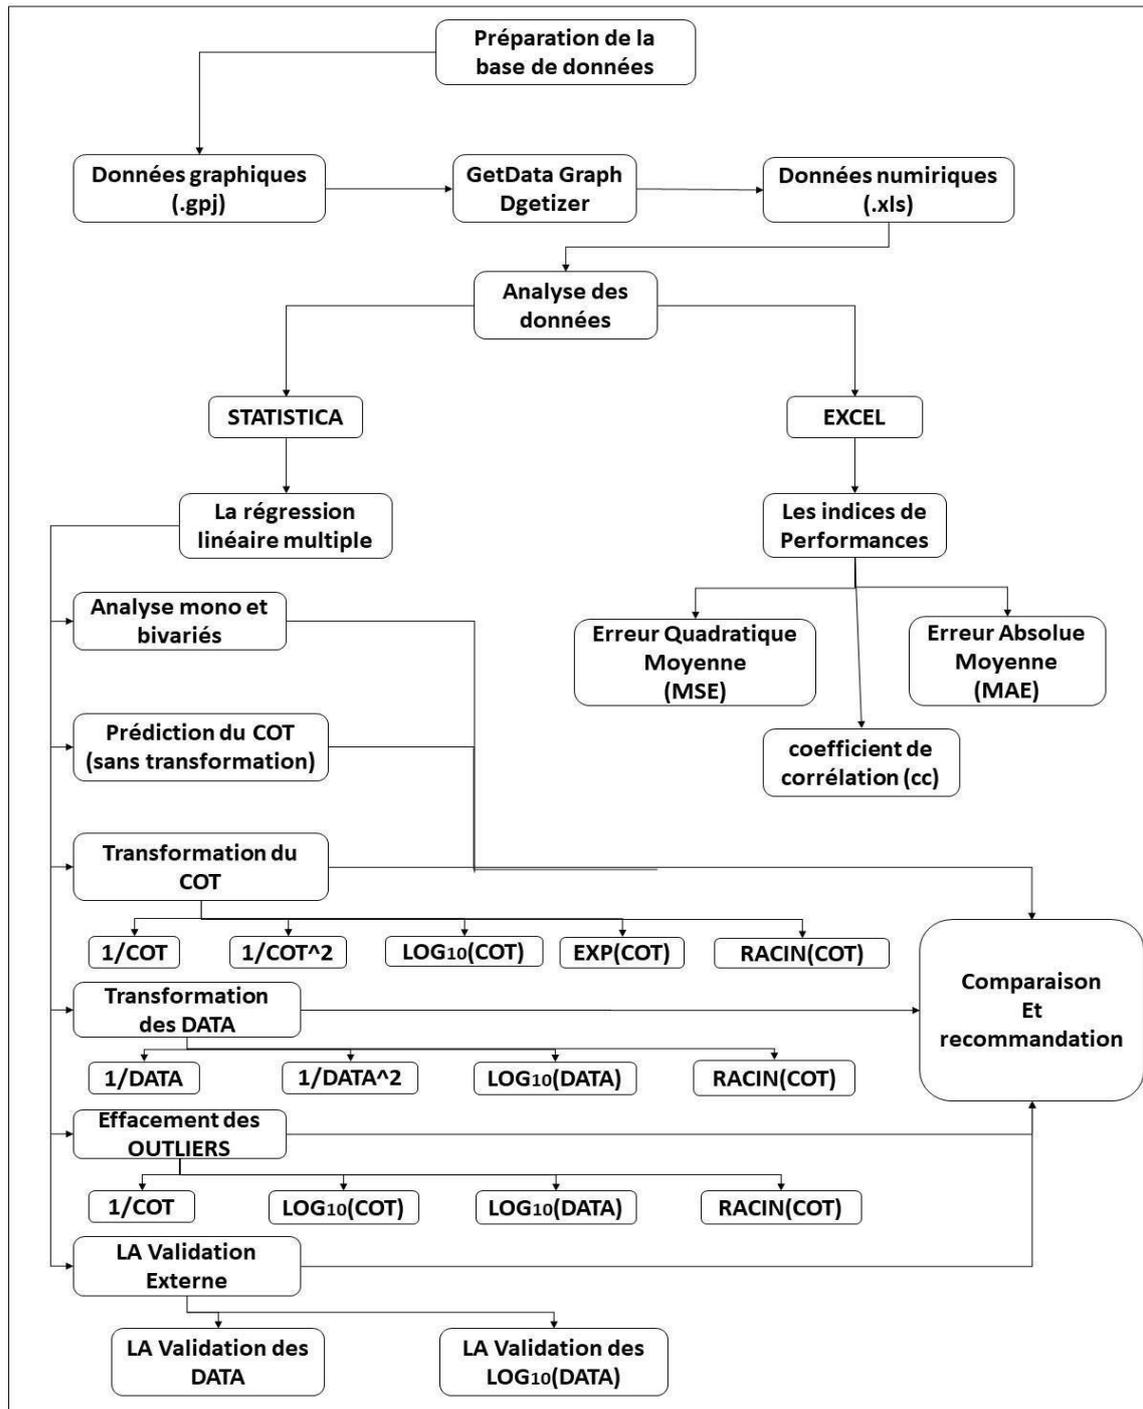 Préparation de la
base de données
Données graphiques
(.gpj)
GetData Graph
Dgetizer
Données numiriques
(.xls)
Analyse des
données
STATISTICA
EXCEL
La régression
linéaire multiple
Les indices de
Performances
Analyse mono et
bivariés
Erreur Quadratique
Moyenne
(MSE)
Erreur Absolue
Moyenne
(MAE)
Prédiction du COT
(sans transformation)
coefficient de
corrélation (cc)
Transformation du
COT
1/COT
1/COT^2
LOG10(COT)
EXP(COT)
RACIN(COT)
Comparaison
Et
recommandation
Transformation
des DATA
1/DATA
1/DATA^2
LOG10(DATA)
RACIN(COT)
Effacement des
OUTLIERS
1/COT
LOG10(COT)
LOG10(DATA)
RACIN(COT)
LA Validation
Externe
LA Validation des
DATA
LA Validation des
LOG10(DATA)